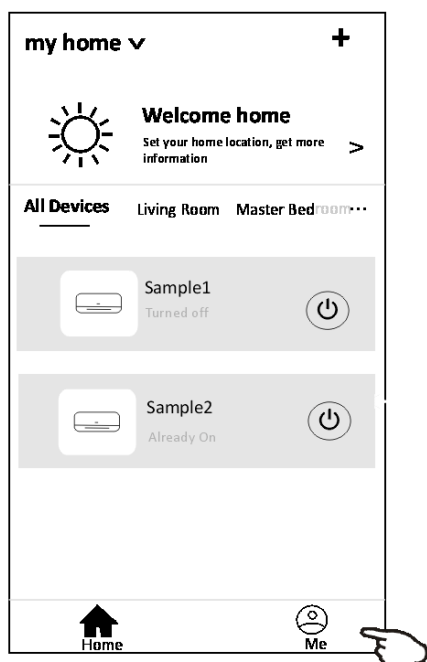 my home
Welcome home
Set your home location, get more
information
All Devices Living Room Master Bedroom...
Sample1
Turned off
Sample2
Already On
Home
Me